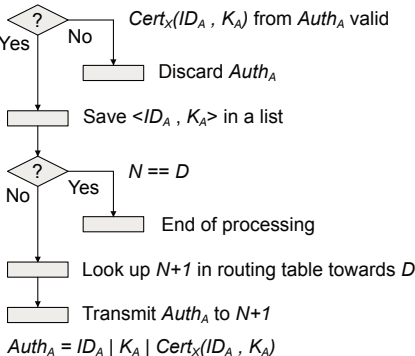 ? Cert_X(ID_A , K_A) from Auth_A valid
Yes No
Discard Auth_A
Save <ID_A , K_A> in a list
? N == D
No Yes
End of processing
Look up N+1 in routing table towards D
Transmit Auth_A to N+1
Auth_A = ID_A | K_A | Cert_X(ID_A , K_A)